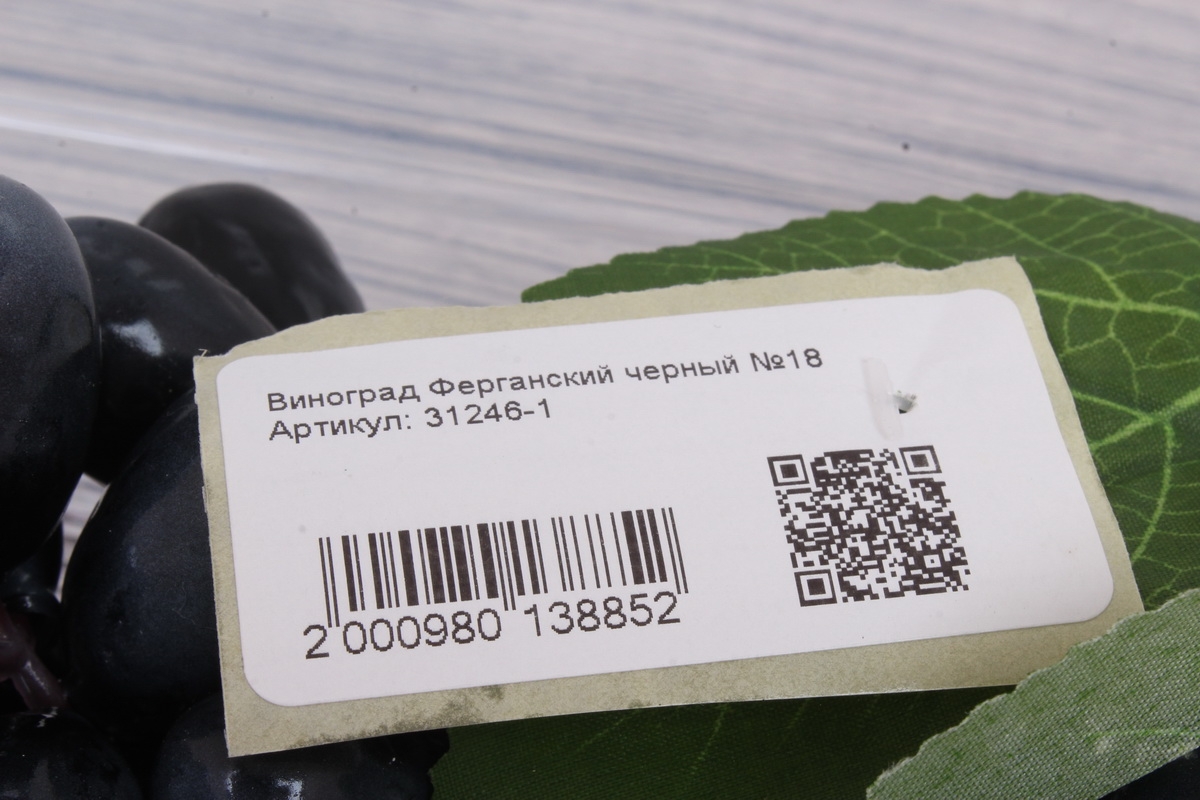 Виноград Ферганский черный №18
Артикул: 31246-1
2 000980 138852